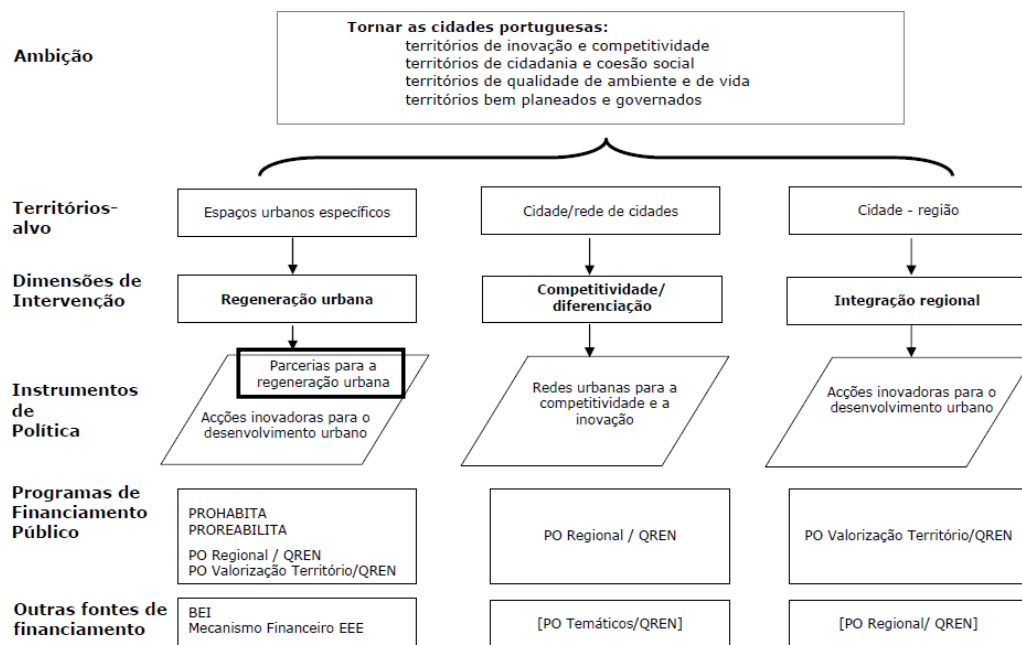 Ambição
Tornar as cidades portuguesas:
territórios de inovação e competitividade
territórios de cidadania e coesão social
territórios de qualidade de ambiente e de vida
territórios bem planeados e governados
Territórios-
alvo
Espaços urbanos específicos
Cidade/rede de cidades
Cidade - região
Dimensões de
Intervenção
Regeneração urbana
Competitividade/
diferenciação
Integração regional
Instrumentos
de
Política
Parcerias para a
regeneração urbana
Acções inovadoras para o
desenvolvimento urbano
Redes urbanas para a
competitividade e a
inovação
Acções inovadoras para o
desenvolvimento urbano
Programas de
Financiamento
Público
PROHABITA
PROREABILITA
PO Regional / QREN
PO Valorização Território/QREN
PO Regional / QREN
PO Valorização Território/QREN
Outras fontes de
financiamento
BEI
Mecanismo Financeiro EEE
[PO Temáticos/QREN]
[PO Regional/ QREN]